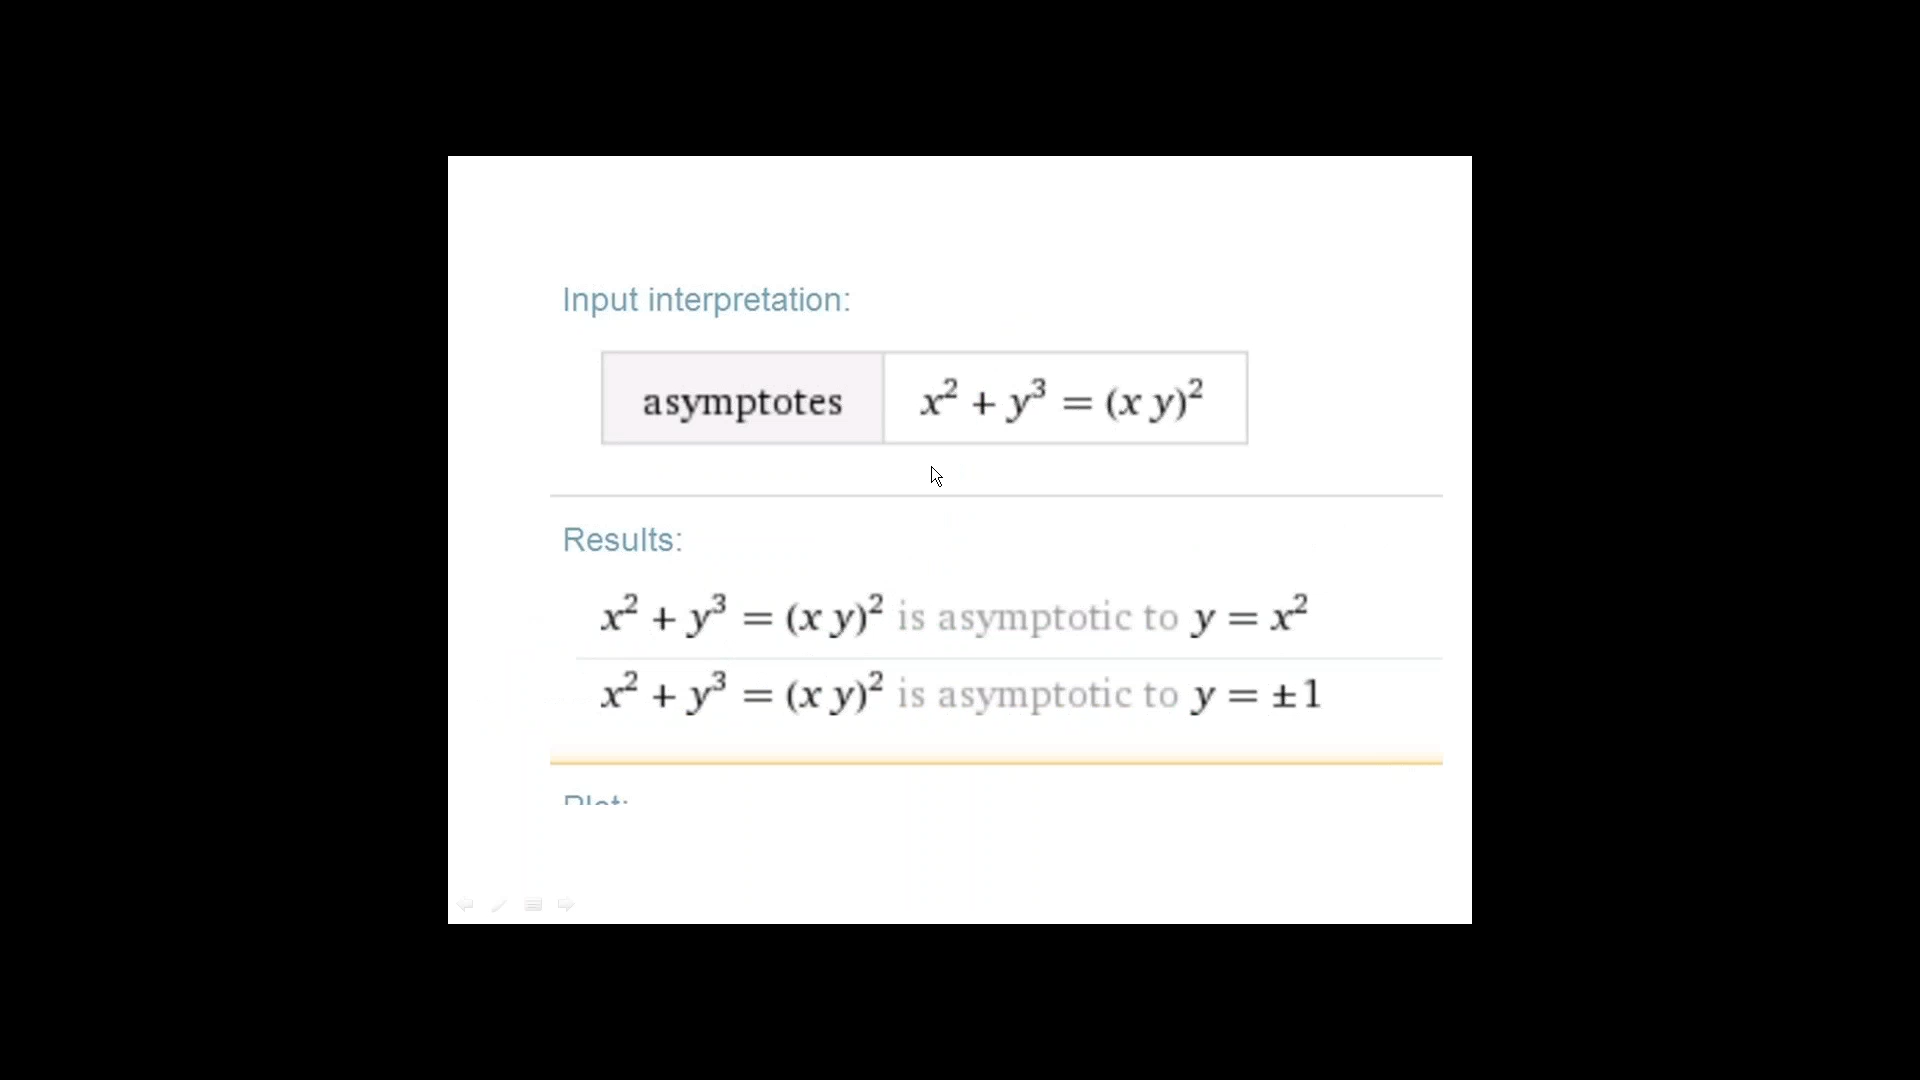 Input interpretation:
asymptotes x² + y³ = (x y)²
Results:
x² + y³ = (x y)² is asymptotic to y = x²
x² + y³ = (x y)² is asymptotic to y = ±1
Plot: